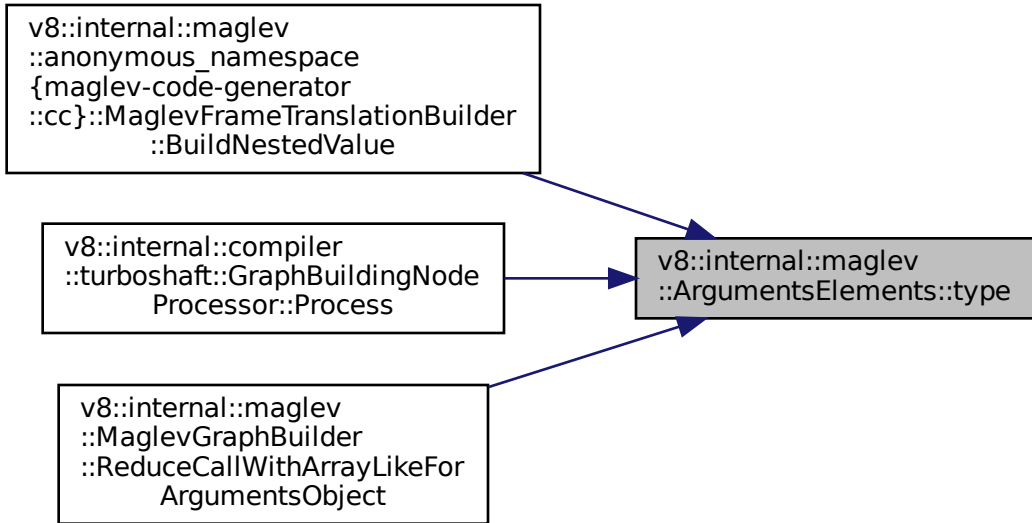 v8::internal::maglev
::anonymous_namespace
{maglev-code-generator
::cc}::MaglevFrameTranslationBuilder
::BuildNestedValue
v8::internal::compiler
::turboshaft::GraphBuildingNode
Processor::Process
v8::internal::maglev
::MaglevGraphBuilder
::ReduceCallWithArrayLikeFor
ArgumentsObject
v8::internal::maglev
::ArgumentsElements::type